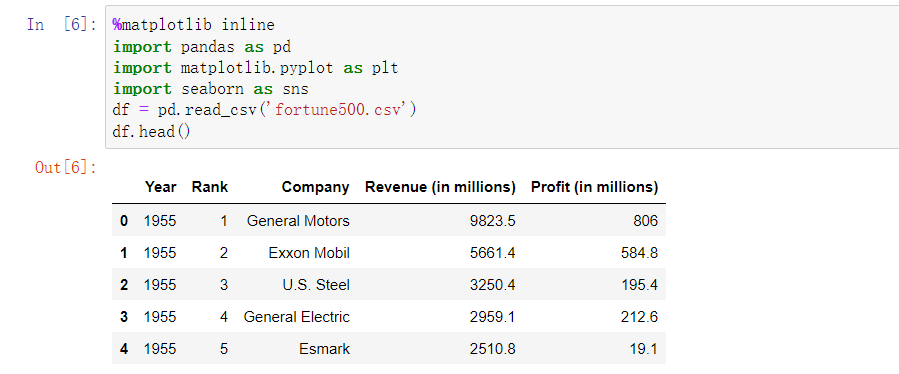 In [6]: %matplotlib inline
import pandas as pd
import matplotlib.pyplot as plt
import seaborn as sns
df = pd.read_csv('fortune500.csv')
df.head()
Out[6]:
Year Rank Company Revenue (in millions) Profit (in millions)
0 1955 1 General Motors 9823.5 806
1 1955 2 Exxon Mobil 5661.4 584.8
2 1955 3 U.S. Steel 3250.4 195.4
3 1955 4 General Electric 2959.1 212.6
4 1955 5 Esmark 2510.8 19.1